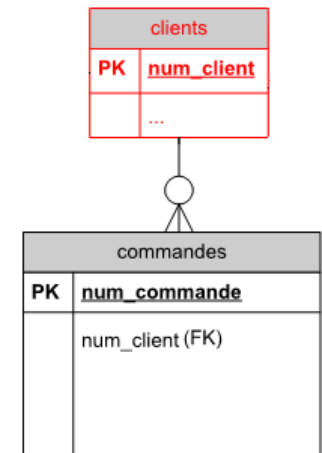 clients
PK num_client
...
commandes
PK num_commande
num_client (FK)